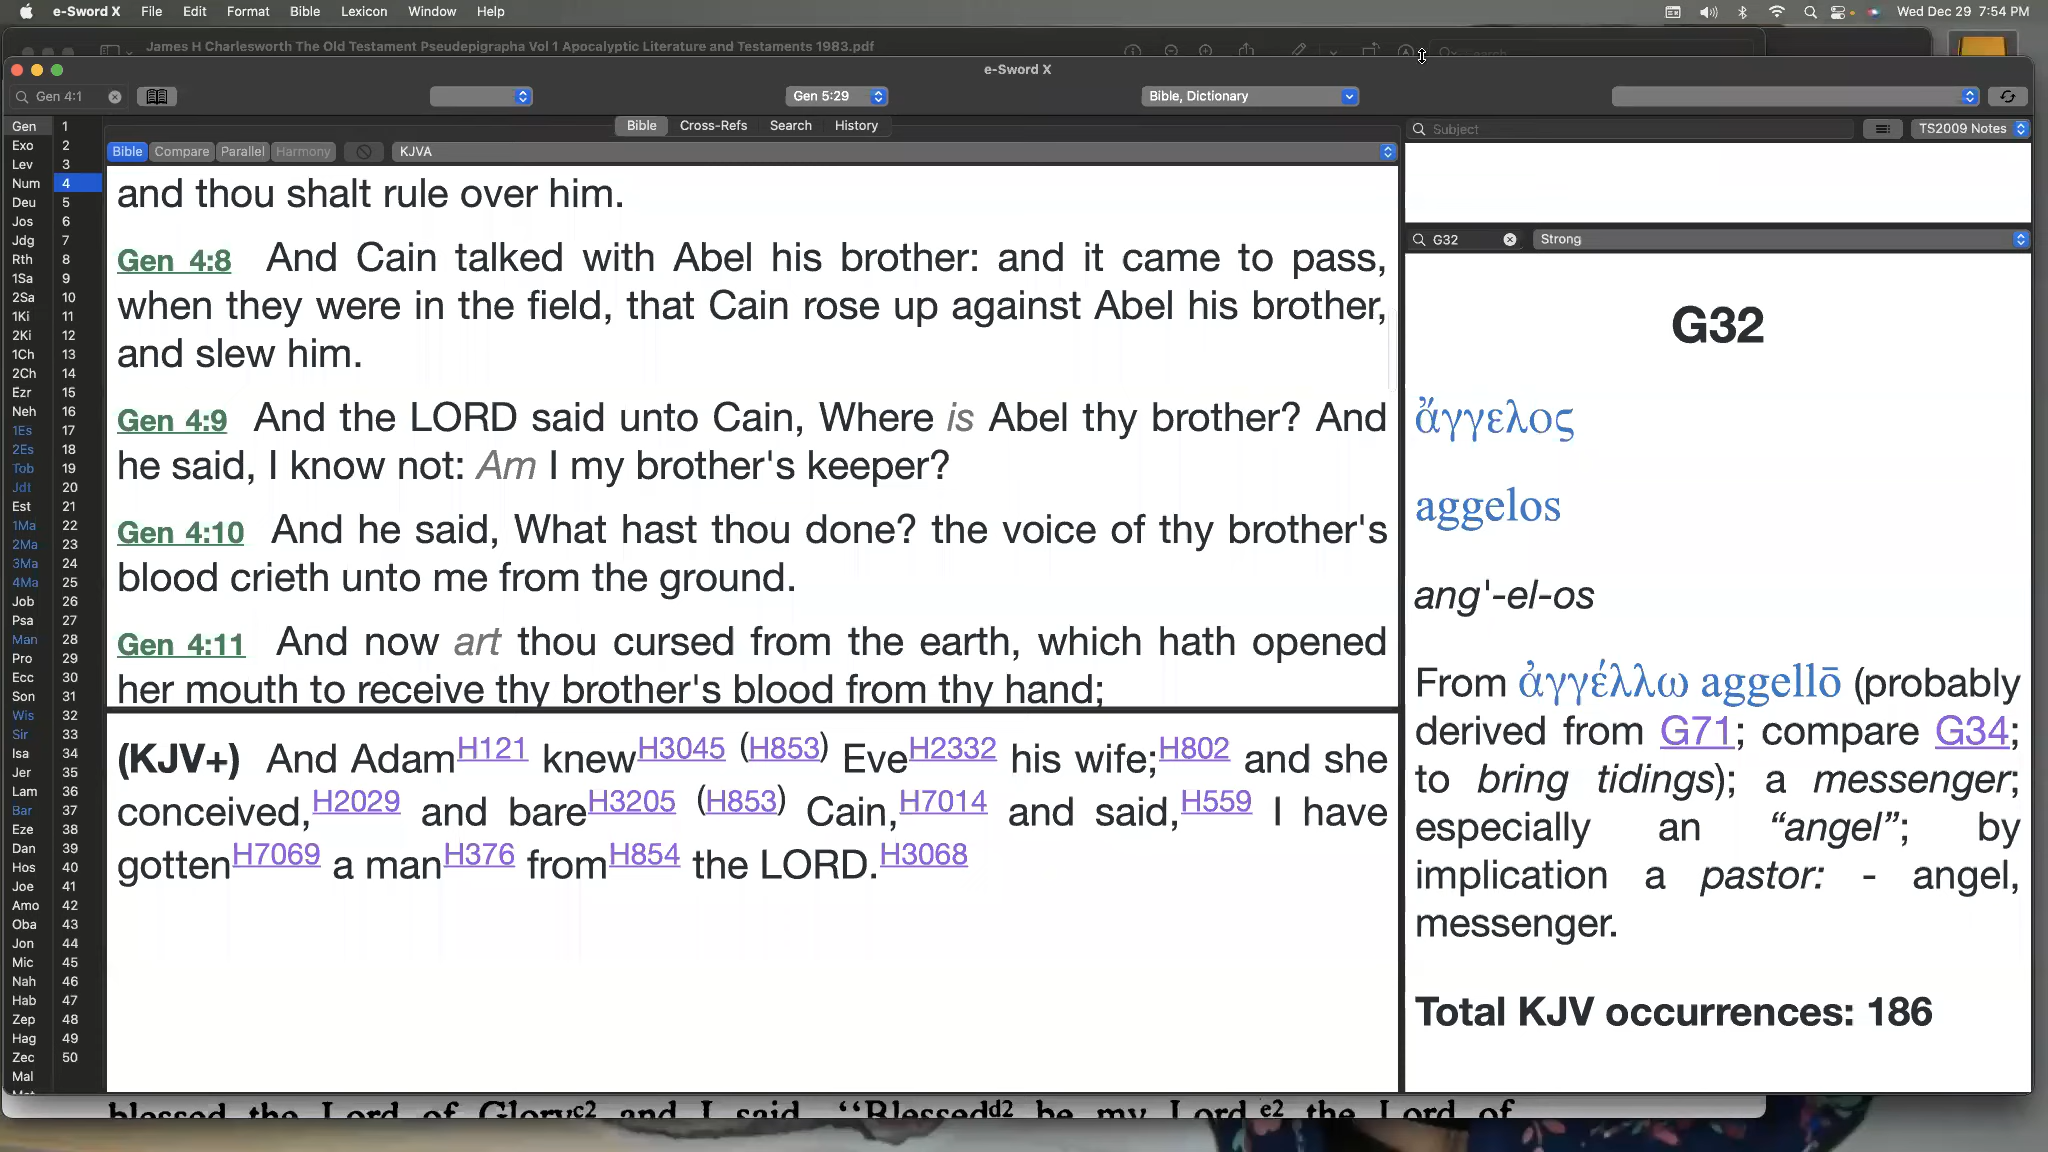 e-Sword X File Edit Format Bible Lexicon Window Help Wed Dec 29 7:54 PM
James H Charlesworth The Old Testament Pseudepigrapha Vol 1 Apocalyptic Literature and Testaments 1983.pdf
Search
e-Sword X
Gen 4:1 Gen 5:29 Bible, Dictionary
Bible Cross-Refs Search History
Bible Compare Parallel Harmony KJVA
Gen 1
Exo 2
Lev 3
Num 4
Deu 5
Jos 6
Jdg 7
Rth 8
1Sa 9
2Sa 10
1Ki 11
2Ki 12
1Ch 13
2Ch 14
Ezr 15
Neh 16
1Es 17
2Es 18
Tob 19
Jdt 20
Est 21
1Ma 22
2Ma 23
3Ma 24
4Ma 25
Job 26
Psa 27
Man 28
Pro 29
Ecc 30
Son 31
Wis 32
Sir 33
Isa 34
Jer 35
Lam 36
Bar 37
Eze 38
Dan 39
Hos 40
Joe 41
Amo 42
Oba 43
Jon 44
Mic 45
Nah 46
Hab 47
Zep 48
Hag 49
Zec 50
Mal
and thou shalt rule over him.
Gen 4:8 And Cain talked with Abel his brother: and it came to pass,
when they were in the field, that Cain rose up against Abel his brother,
and slew him.
Gen 4:9 And the LORD said unto Cain, Where is Abel thy brother? And
he said, I know not: Am I my brother's keeper?
Gen 4:10 And he said, What hast thou done? the voice of thy brother's
blood crieth unto me from the ground.
Gen 4:11 And now art thou cursed from the earth, which hath opened
her mouth to receive thy brother's blood from thy hand;
(KJV+) And AdamH121 knewH3045 (H853) EveH2332 his wife;H802 and she
conceived,H2029 and bareH3205 (H853) Cain,H7014 and said,H559 I have
gottenH7069 a manH376 fromH854 the LORD.H3068
Subject TS2009 Notes
G32 Strong
G32
ἄγγελος
aggelos
ang'-el-os
From ἀγγέλλω aggellō (probably
derived from G71; compare G34;
to bring tidings); a messenger;
especially an “angel”; by
implication a pastor: - angel,
messenger.
Total KJV occurrences: 186
blessed the Lord of Gloryc2 and I said, “Blessedd2 be my Lord,e2 the Lord of